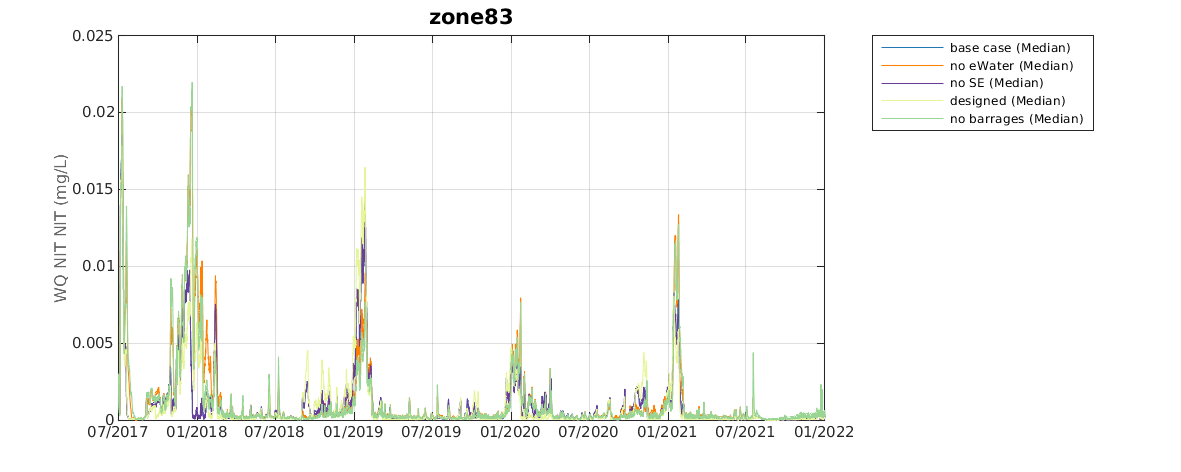 zone83
0.025
0.02
0.015
0.01
0.005
0
WQ NIT NIT (mg/L)
07/2017 01/2018 07/2018 01/2019 07/2019 01/2020 07/2020 01/2021 07/2021 01/2022
base case (Median)
no eWater (Median)
no SE (Median)
designed (Median)
no barrages (Median)